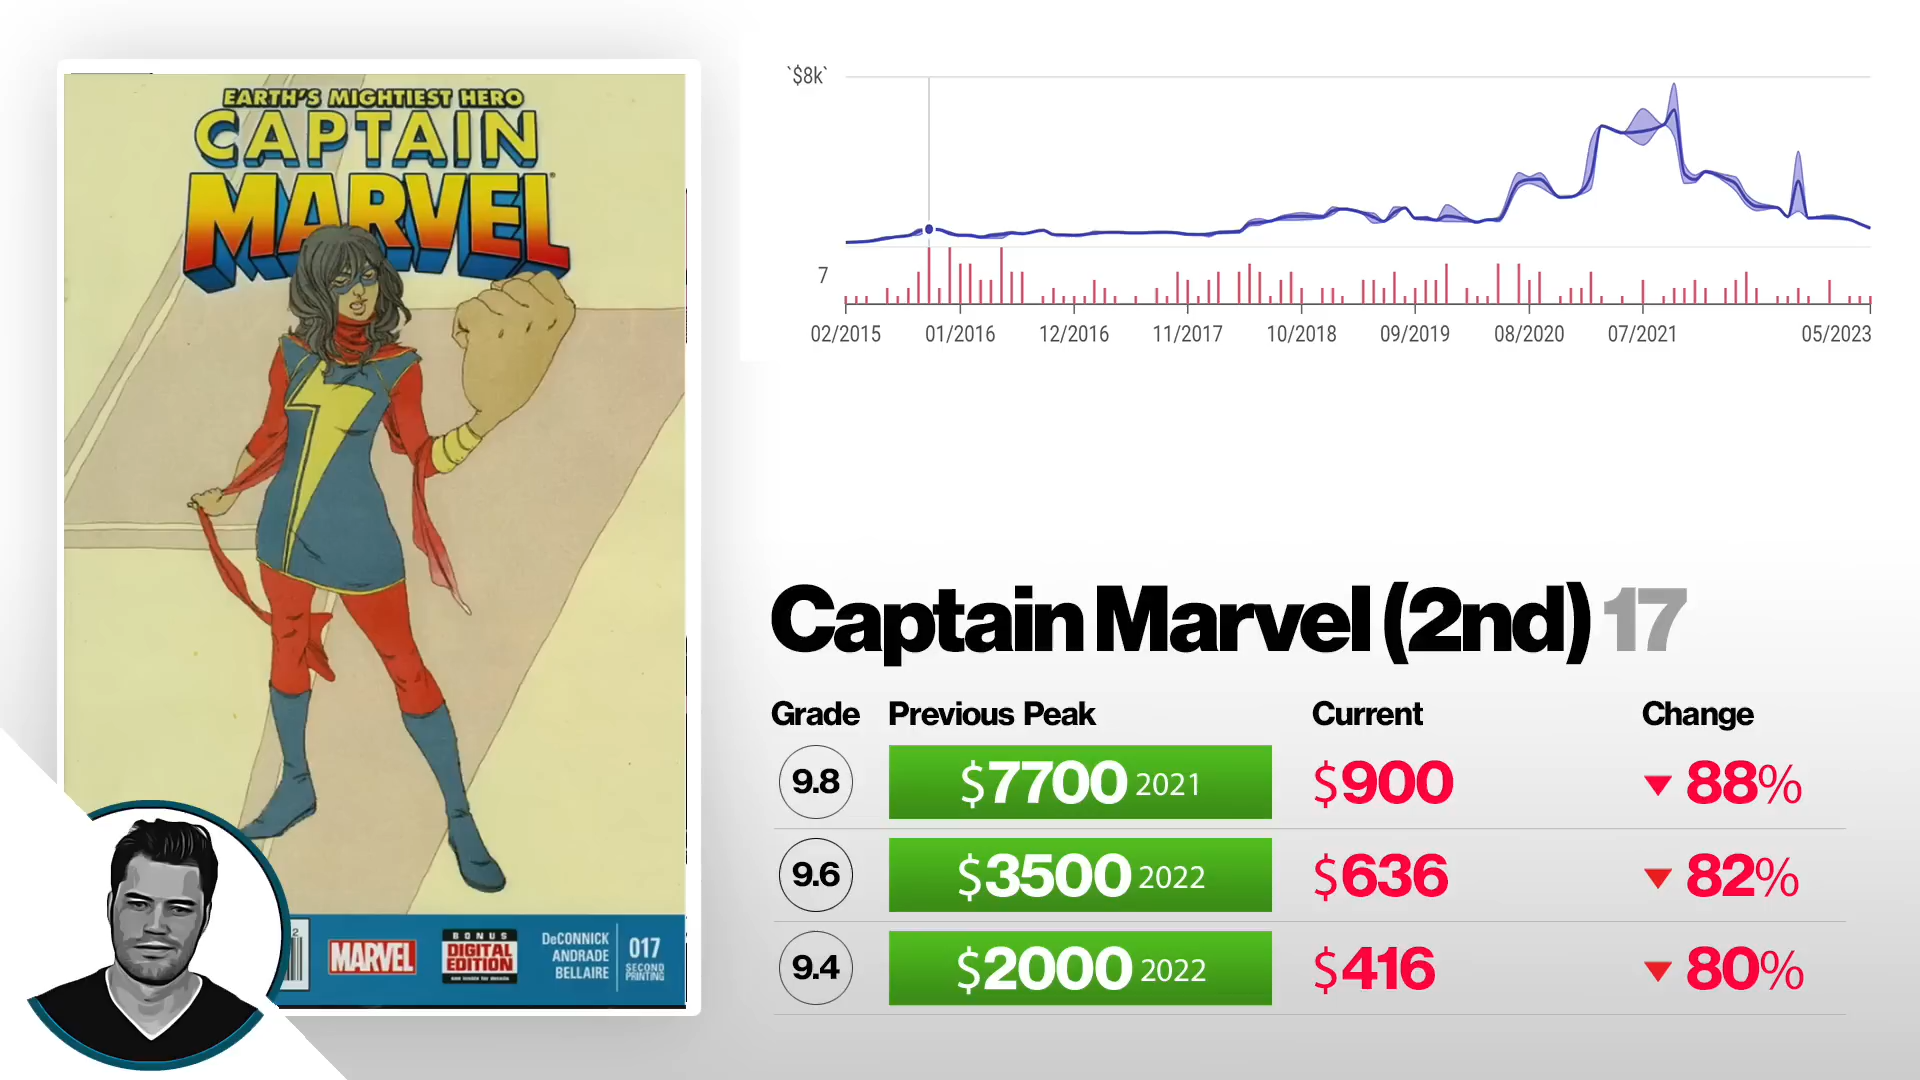 EARTH'S MIGHTIEST HERO
CAPTAIN
MARVEL
2
MARVEL
BONUS
DIGITAL
EDITION
DeCONNICK
ANDRADE
BELLAIRE
017
SECOND
PRINTING
`$8k`
7
02/2015 01/2016 12/2016 11/2017 10/2018 09/2019 08/2020 07/2021 05/2023
Captain Marvel (2nd) 17
Grade Previous Peak Current Change
9.8 $7700 2021 $900 ▼ 88%
9.6 $3500 2022 $636 ▼ 82%
9.4 $2000 2022 $416 ▼ 80%